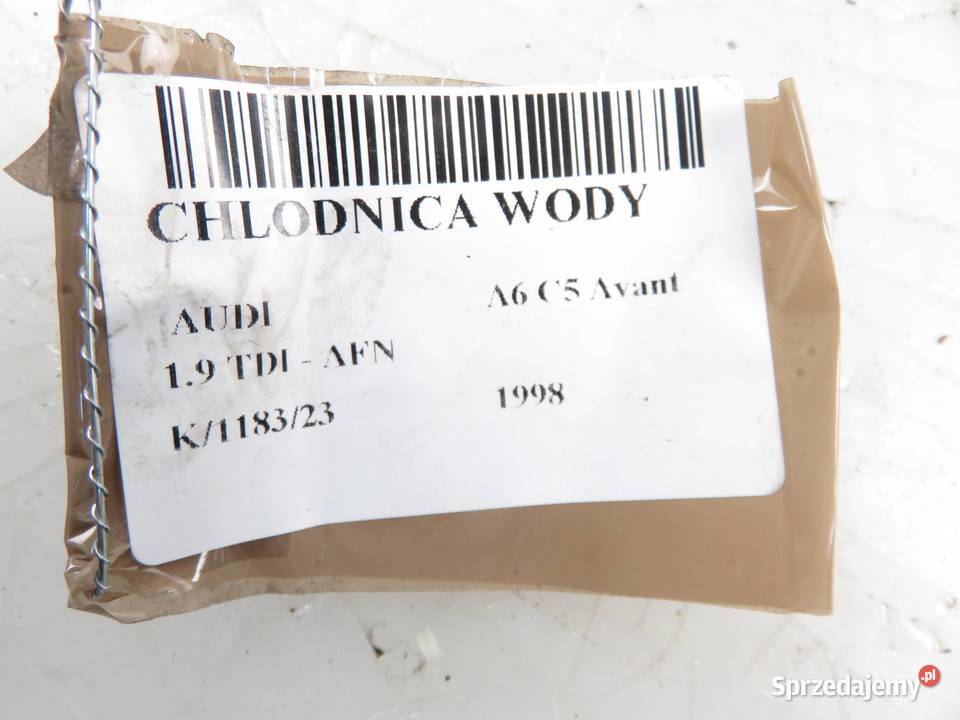 CHLODNICA WODY
AUDI A6 C5 Avant
1.9 TDI - AFN
K/1183/23 1998
Sprzedajemy.pl